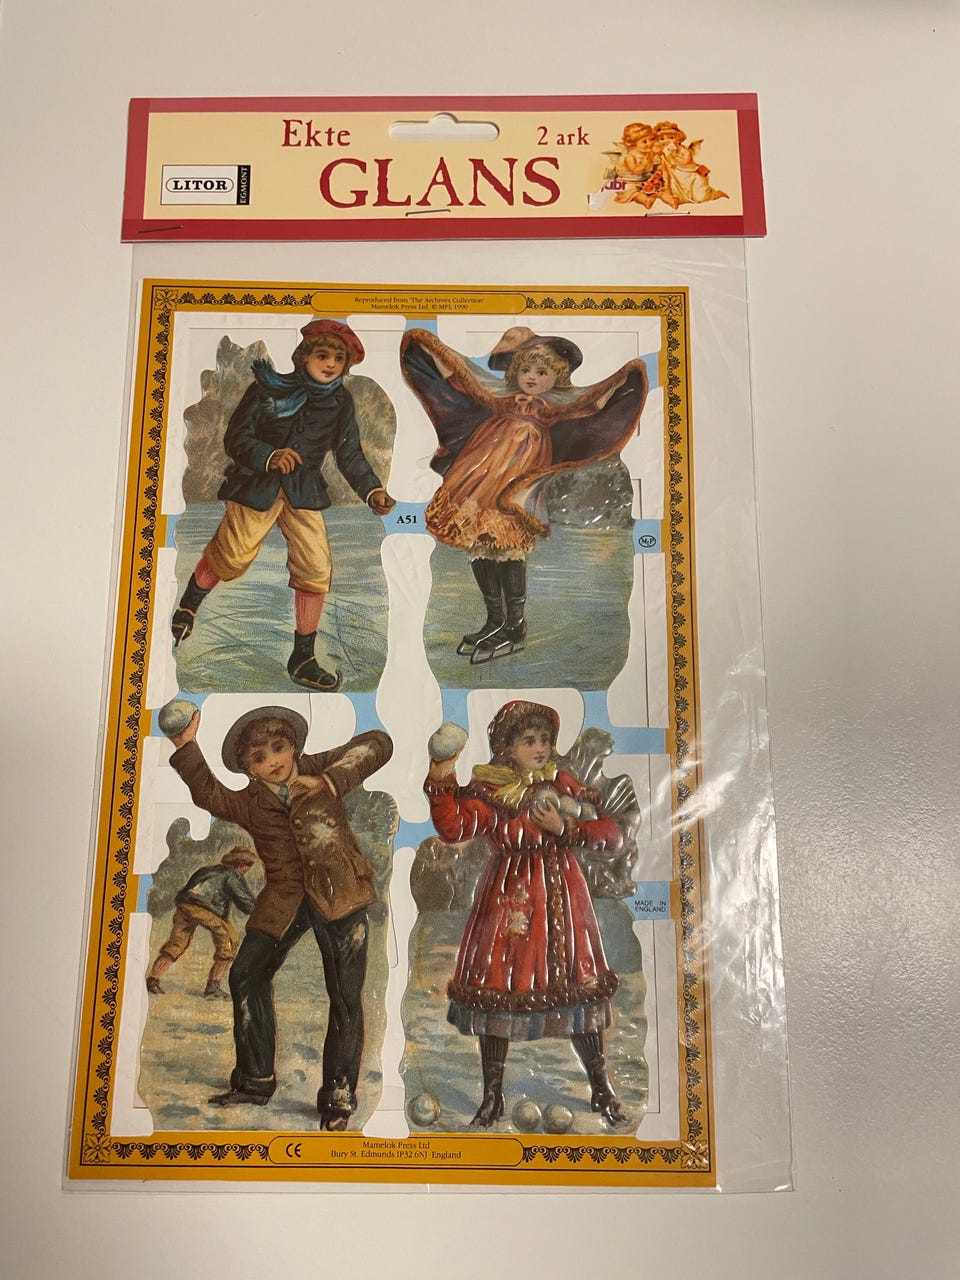 Ekte
2 ark
GLANS
LITOR
EGMONT
Reproduced from 'The Archives Collection'
Mamelok Press Ltd © MPL 1990
A51
MLP
MADE IN
ENGLAND
CE
Mamelok Press Ltd
Bury St. Edmunds IP32 6NJ England